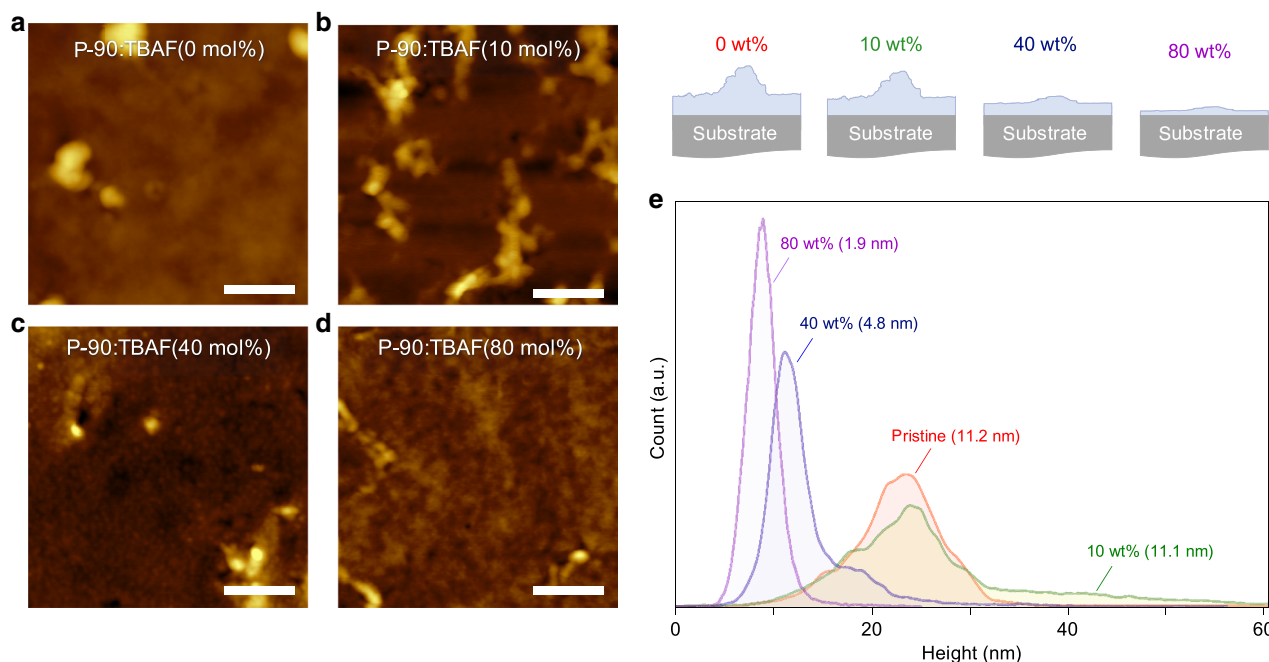 a
P-90:TBAF(0 mol%)
b
P-90:TBAF(10 mol%)
c
P-90:TBAF(40 mol%)
d
P-90:TBAF(80 mol%)
0 wt%
10 wt%
40 wt%
80 wt%
Substrate
Substrate
Substrate
Substrate
e
80 wt% (1.9 nm)
40 wt% (4.8 nm)
Pristine (11.2 nm)
10 wt% (11.1 nm)
Count (a.u.)
0
20
40
60
Height (nm)